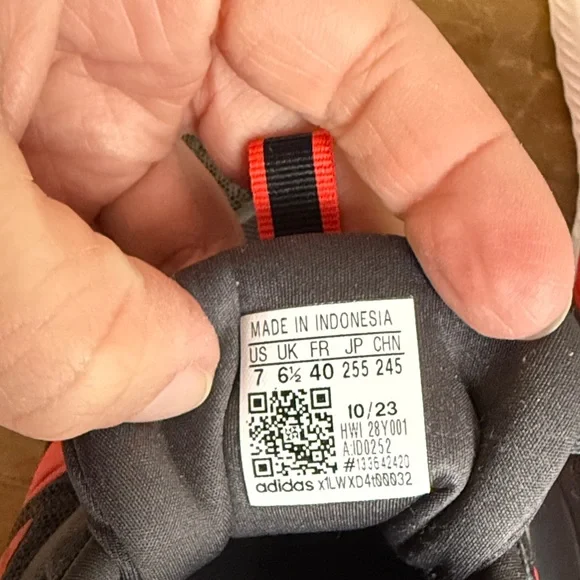 MADE IN INDONESIA
US UK FR JP CHN
7 6½ 40 255 245
10/23
HWI 28Y001
A:ID0252
#133642420
adidas x1LWXD4t00032